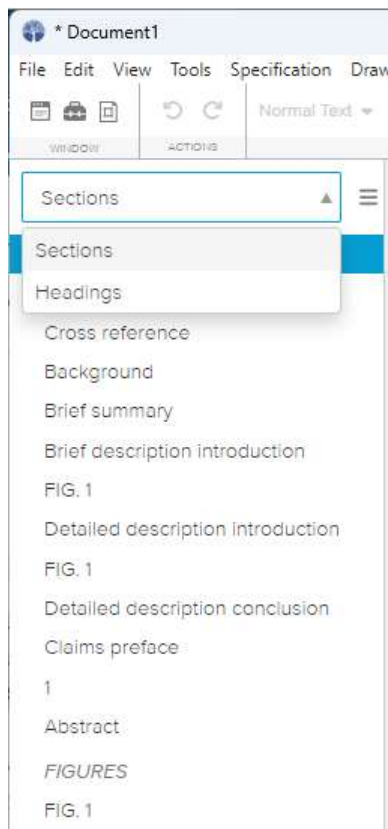 * Document1
File Edit View Tools Specification Draw
Normal Text
WINDOW ACTIONS
Sections
Sections
Headings
Cross reference
Background
Brief summary
Brief description introduction
FIG. 1
Detailed description introduction
FIG. 1
Detailed description conclusion
Claims preface
1
Abstract
FIGURES
FIG. 1